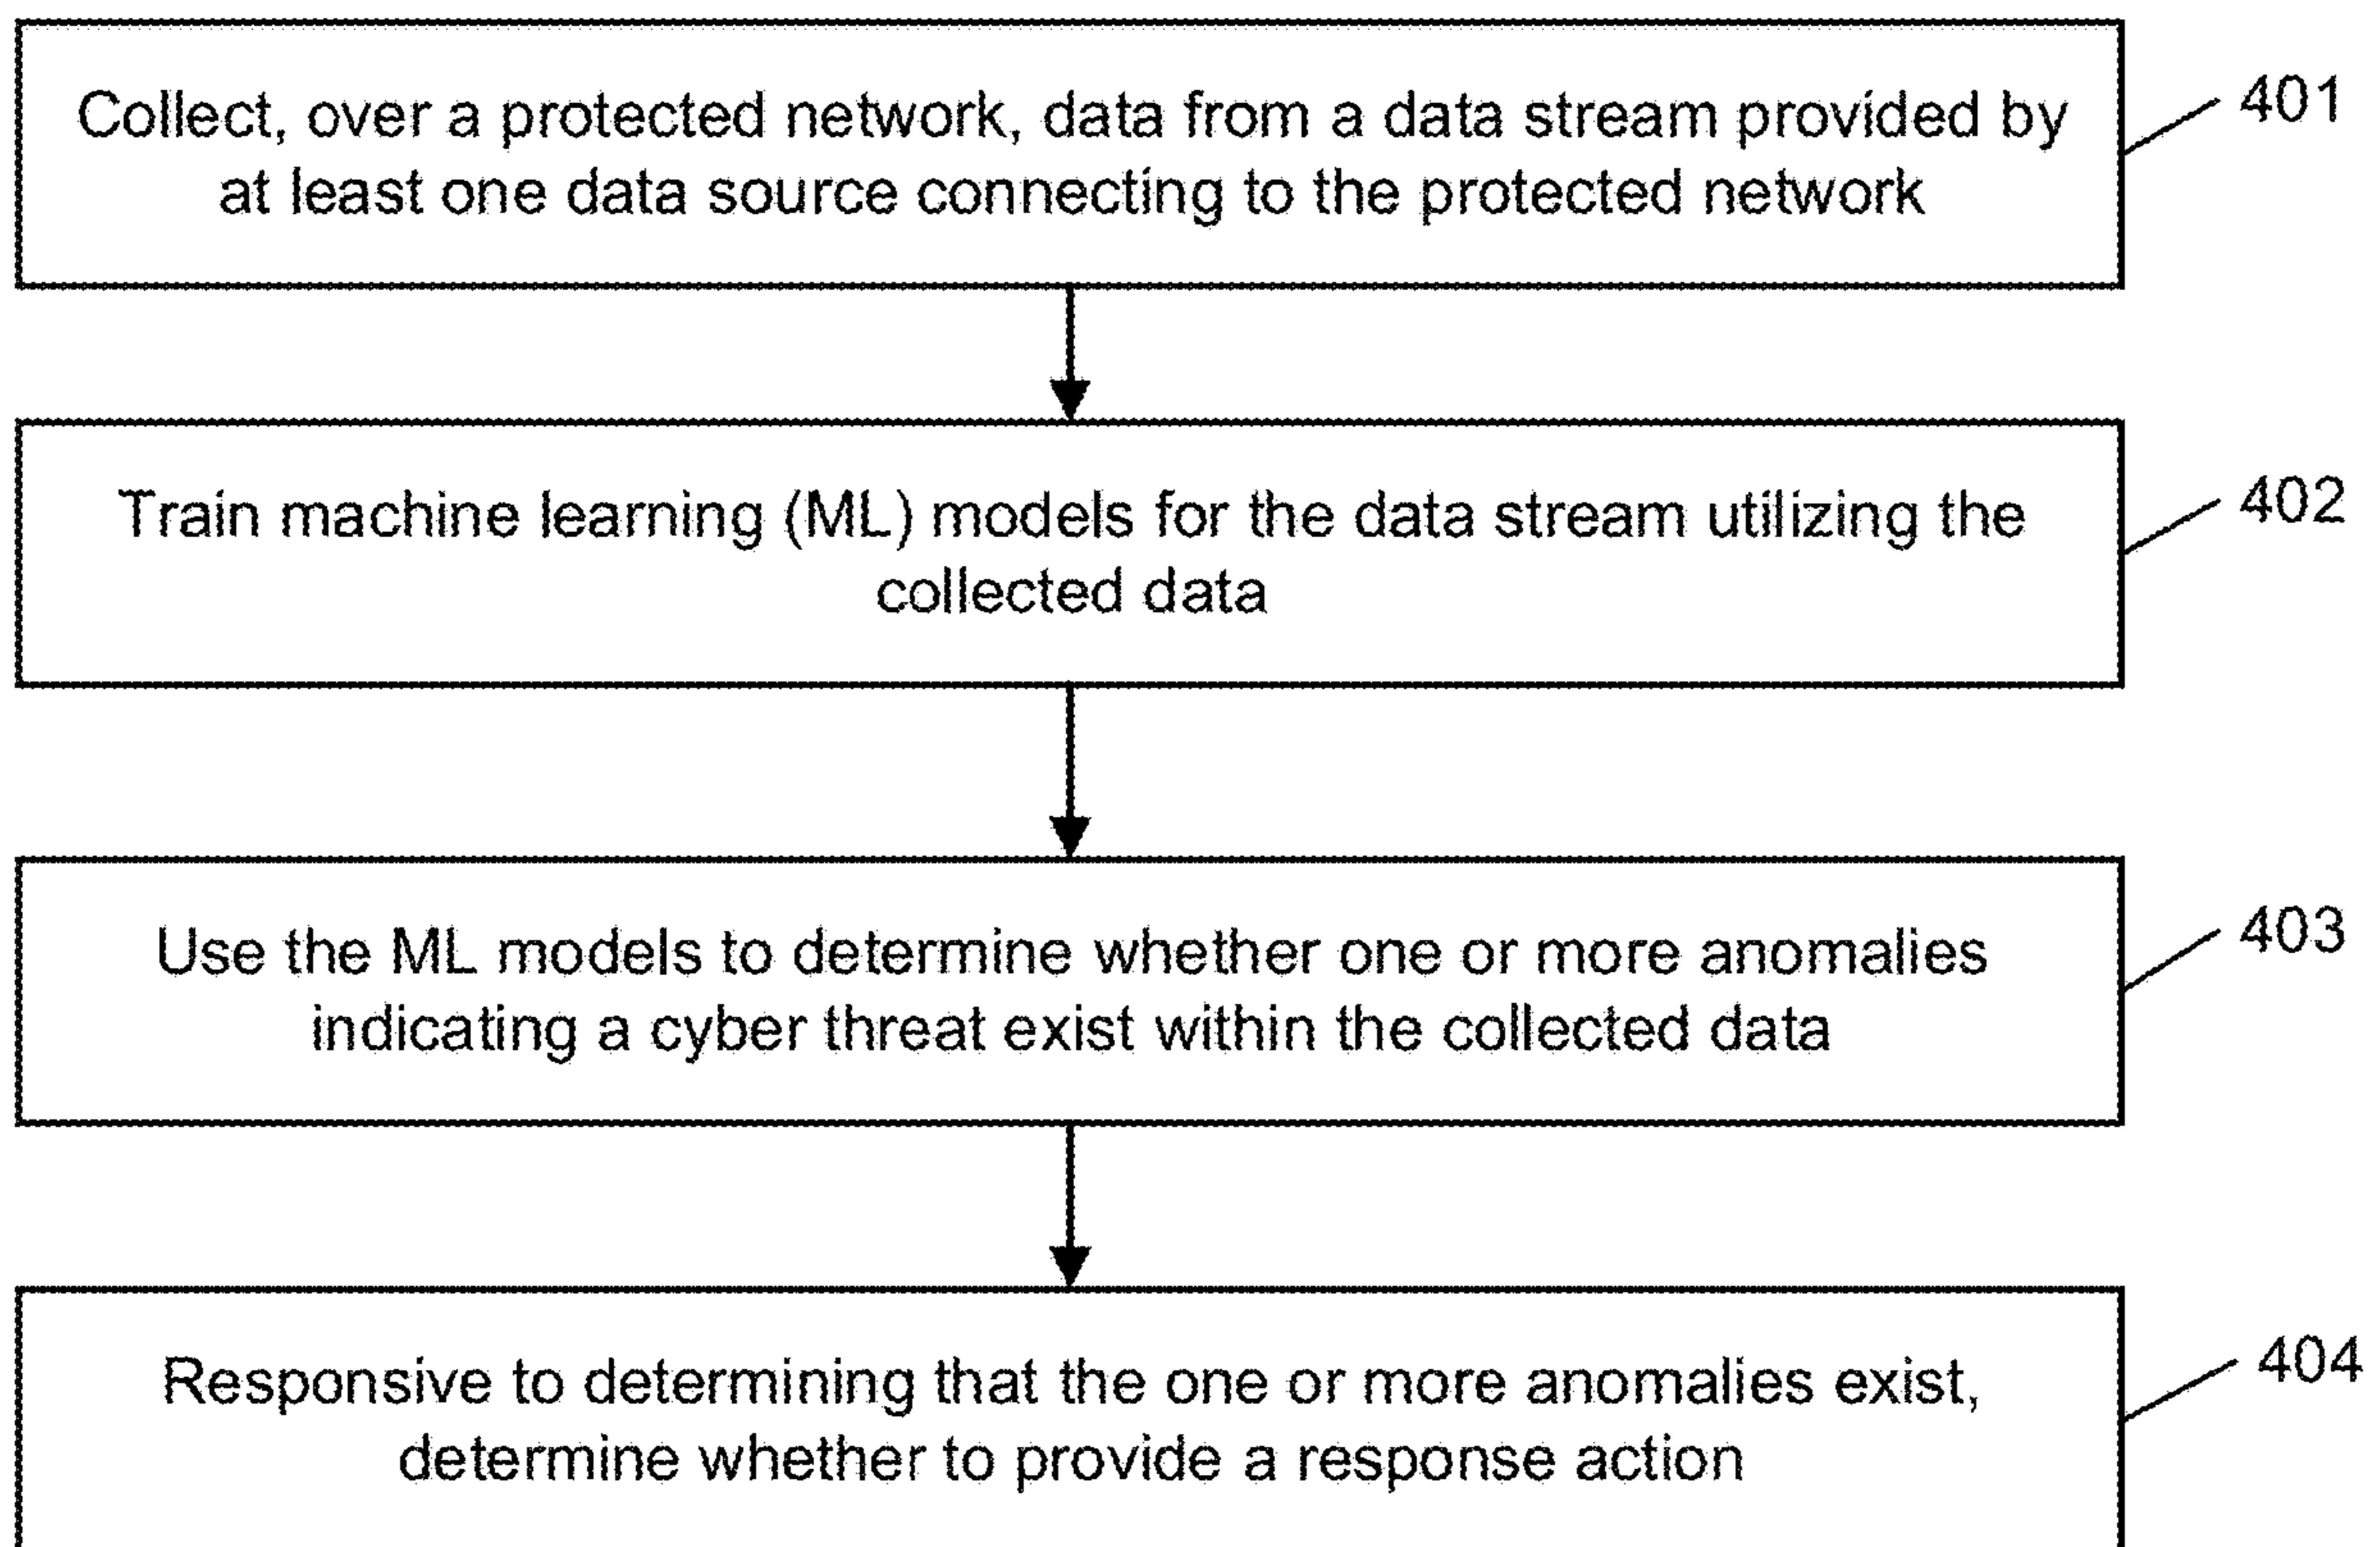 Collect, over a protected network, data from a data stream provided by
at least one data source connecting to the protected network
401
Train machine learning (ML) models for the data stream utilizing the
collected data
402
Use the ML models to determine whether one or more anomalies
indicating a cyber threat exist within the collected data
403
Responsive to determining that the one or more anomalies exist,
determine whether to provide a response action
404